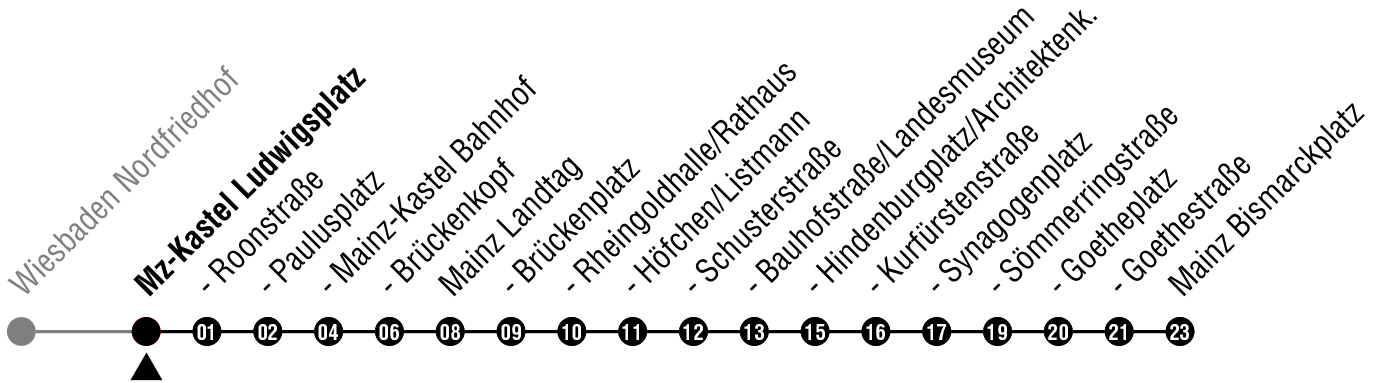 Wiesbaden Nordfriedhof
Mz-Kastel Ludwigsplatz
- Roonstraße
- Paulusplatz
- Mainz-Kastel Bahnhof
- Brückenkopf
Mainz Landtag
- Brückenplatz
- Rheingoldhalle/Rathaus
- Höfchen/Listmann
- Schusterstraße
- Bauhofstraße/Landesmuseum
- Hindenburgplatz/Architektenk.
- Kurfürstenstraße
- Synagogenplatz
- Sömmerringstraße
- Goetheplatz
- Goethestraße
Mainz Bismarckplatz
01 02 04 06 08 09 10 11 12 13 15 16 17 19 20 21 23